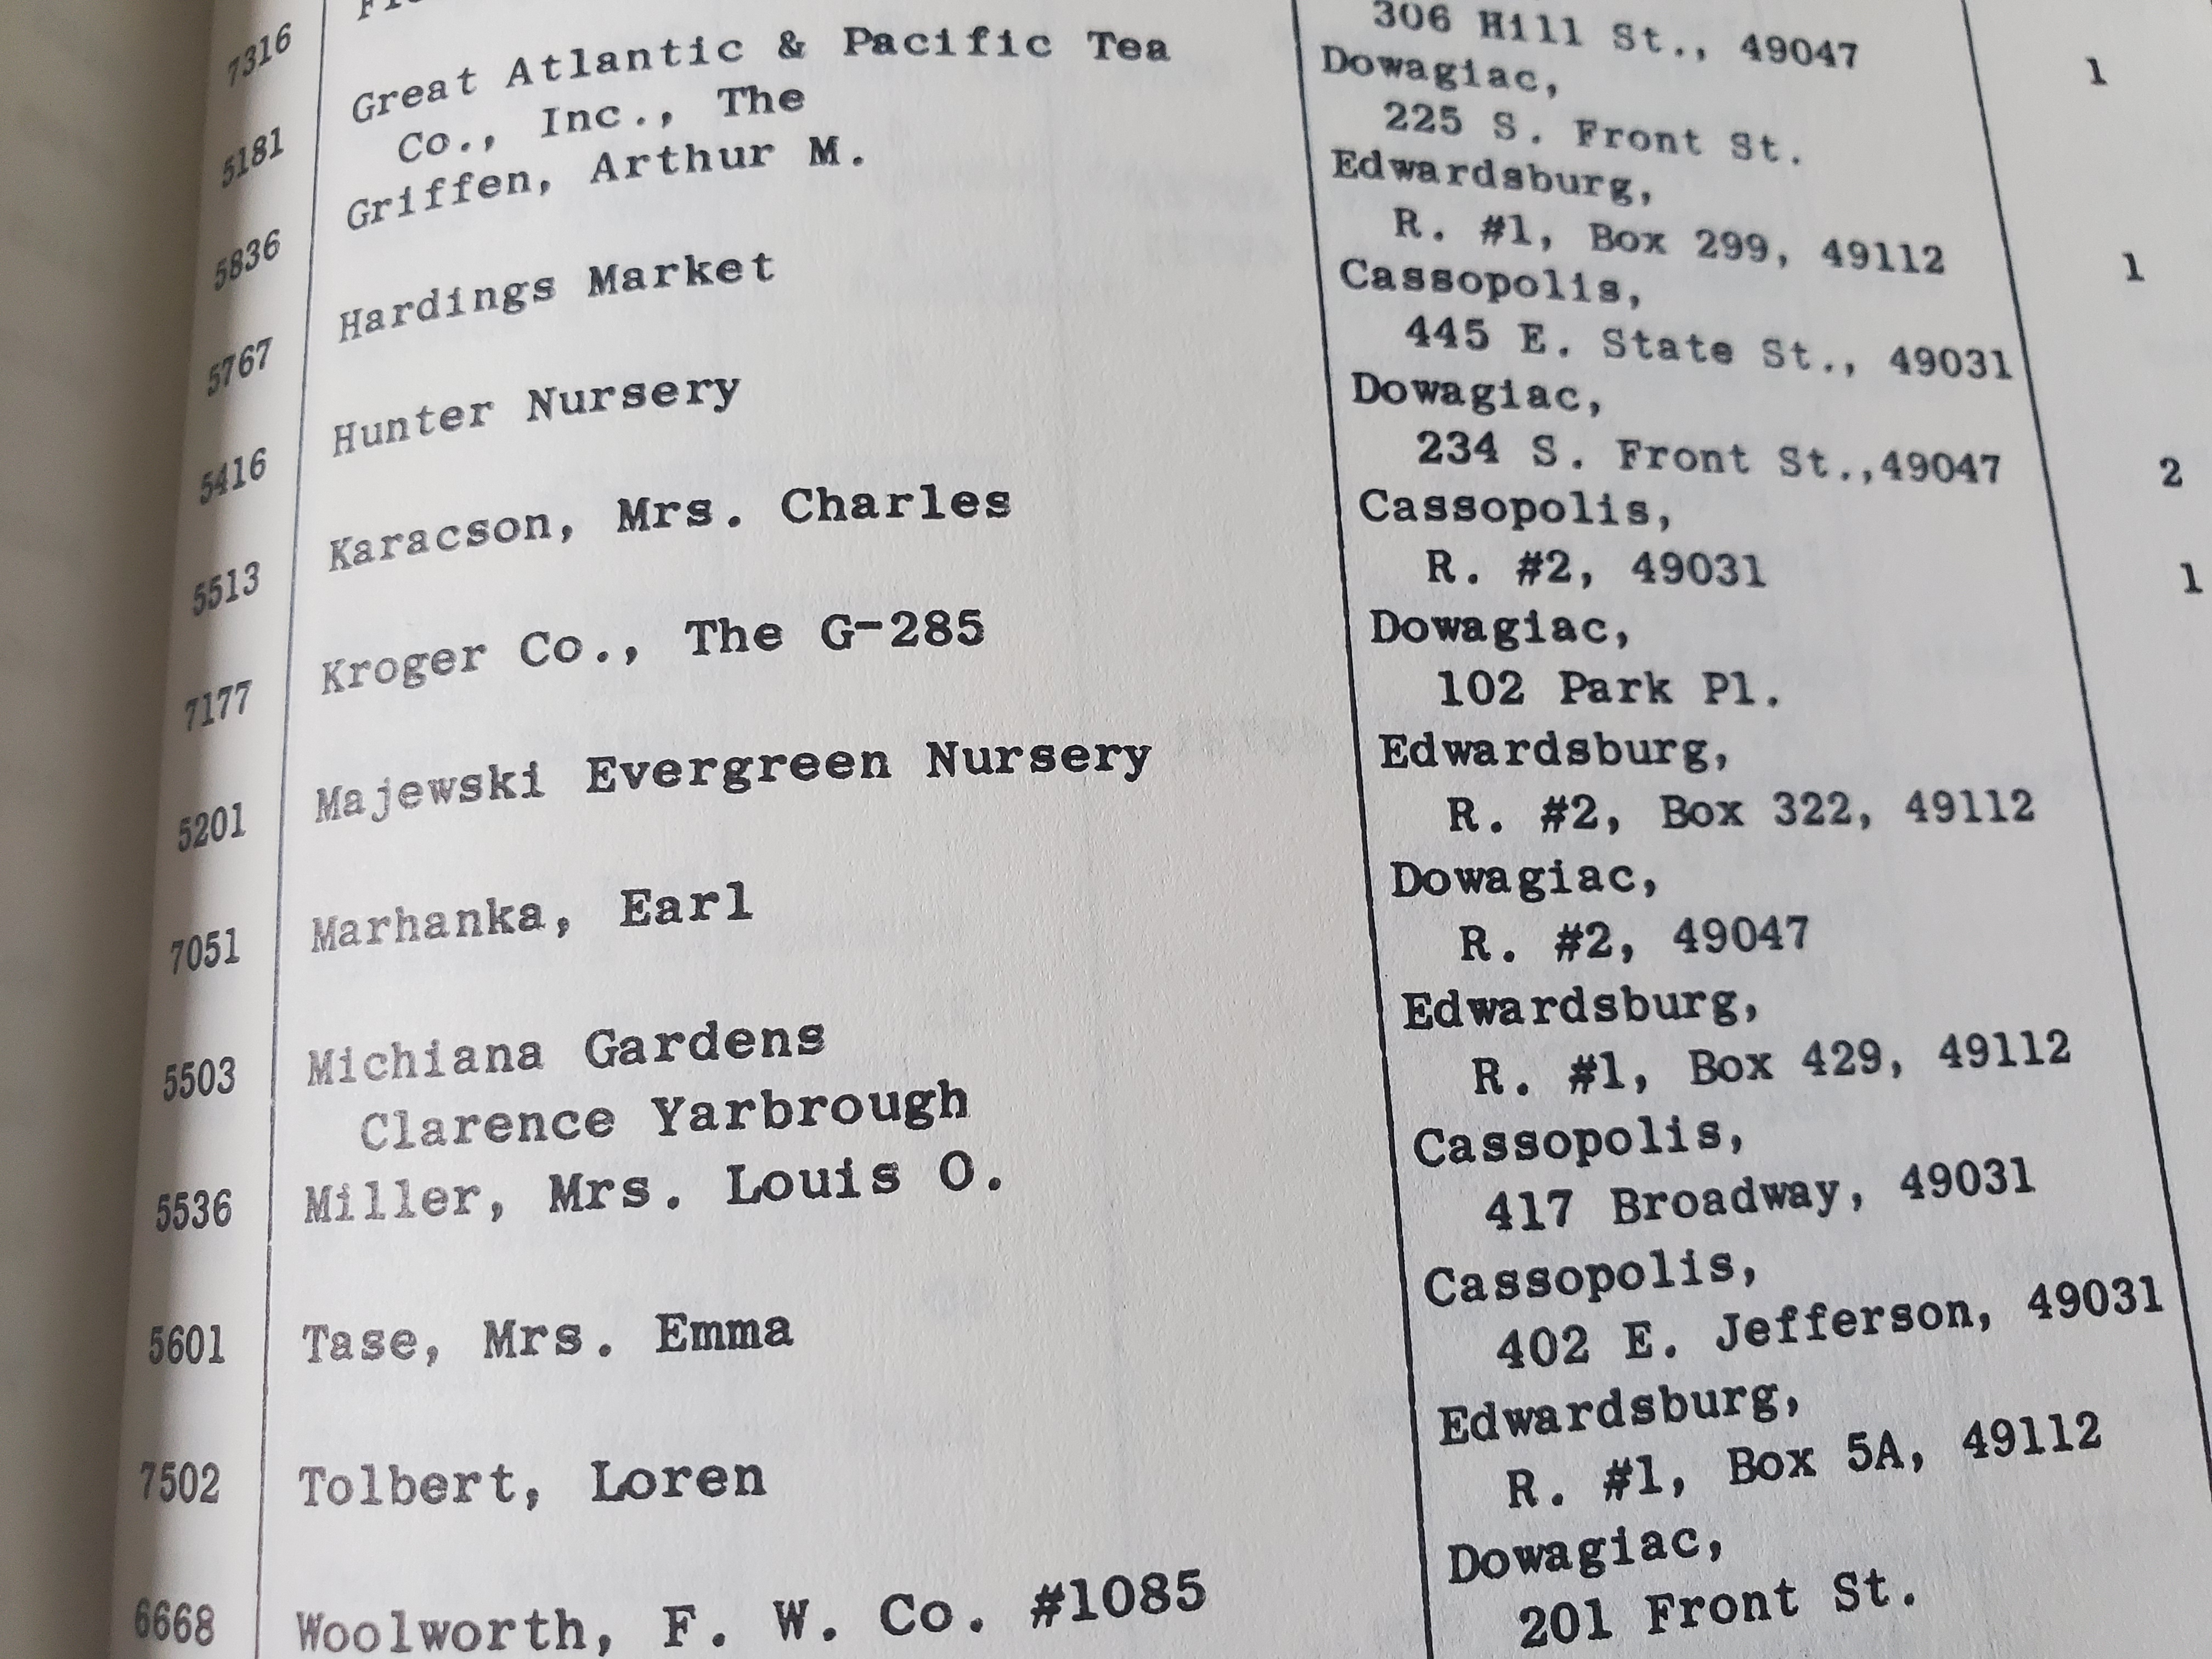 7316 306 Hill St., 49047 1
5181 Great Atlantic & Pacific Tea Dowagiac,
Co., Inc., The 225 S. Front St.
5836 Griffen, Arthur M. Edwardsburg,
R. #1, Box 299, 49112 1
5767 Hardings Market Cassopolis,
445 E. State St., 49031
5416 Hunter Nursery Dowagiac,
234 S. Front St.,49047 2
5513 Karacson, Mrs. Charles Cassopolis,
R. #2, 49031 1
7177 Kroger Co., The G-285 Dowagiac,
102 Park Pl.
5201 Majewski Evergreen Nursery Edwardsburg,
R. #2, Box 322, 49112
7051 Marhanka, Earl Dowagiac,
R. #2, 49047
5503 Michiana Gardens Edwardsburg,
Clarence Yarbrough R. #1, Box 429, 49112
5536 Miller, Mrs. Louis O. Cassopolis,
417 Broadway, 49031
5601 Tase, Mrs. Emma Cassopolis,
402 E. Jefferson, 49031
7502 Tolbert, Loren Edwardsburg,
R. #1, Box 5A, 49112
6668 Woolworth, F. W. Co. #1085 Dowagiac,
201 Front St.